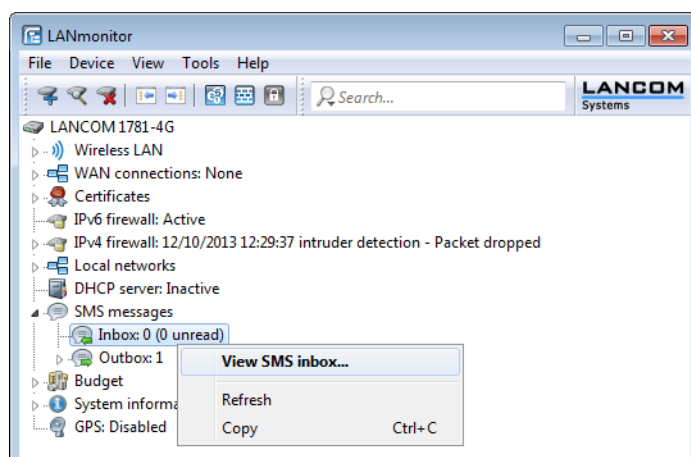 LANmonitor
File Device View Tools Help
Search...
LANCOM
Systems
LANCOM 1781-4G
Wireless LAN
WAN connections: None
Certificates
IPv6 firewall: Active
IPv4 firewall: 12/10/2013 12:29:37 intruder detection - Packet dropped
Local networks
DHCP server: Inactive
SMS messages
Inbox: 0 (0 unread)
Outbox: 1
View SMS inbox...
Budget
System informa
Refresh
GPS: Disabled
Copy Ctrl+C